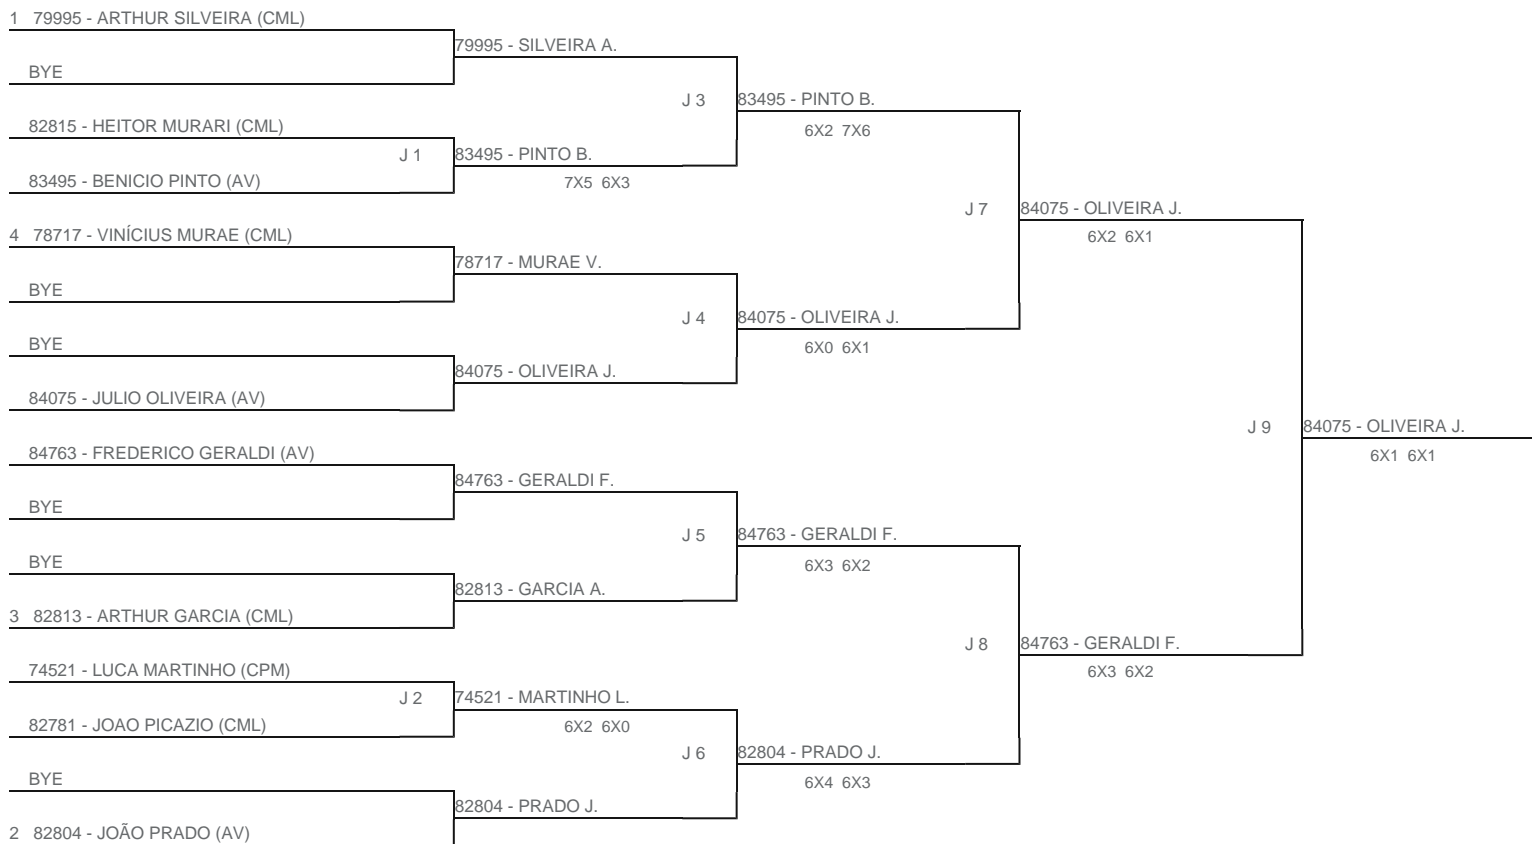 1 79995 - ARTHUR SILVEIRA (CML)
79995 - SILVEIRA A.
BYE
J 3
83495 - PINTO B.
82815 - HEITOR MURARI (CML)
6X2 7X6
J 1
83495 - PINTO B.
83495 - BENICIO PINTO (AV)
7X5 6X3
J 7
84075 - OLIVEIRA J.
4 78717 - VINÍCIUS MURAE (CML)
6X2 6X1
78717 - MURAE V.
BYE
J 4
84075 - OLIVEIRA J.
BYE
6X0 6X1
84075 - OLIVEIRA J.
84075 - JULIO OLIVEIRA (AV)
J 9
84075 - OLIVEIRA J.
84763 - FREDERICO GERALDI (AV)
6X1 6X1
84763 - GERALDI F.
BYE
J 5
84763 - GERALDI F.
BYE
6X3 6X2
82813 - GARCIA A.
3 82813 - ARTHUR GARCIA (CML)
J 8
84763 - GERALDI F.
74521 - LUCA MARTINHO (CPM)
6X3 6X2
J 2
74521 - MARTINHO L.
82781 - JOAO PICAZIO (CML)
6X2 6X0
J 6
82804 - PRADO J.
BYE
6X4 6X3
82804 - PRADO J.
2 82804 - JOÃO PRADO (AV)